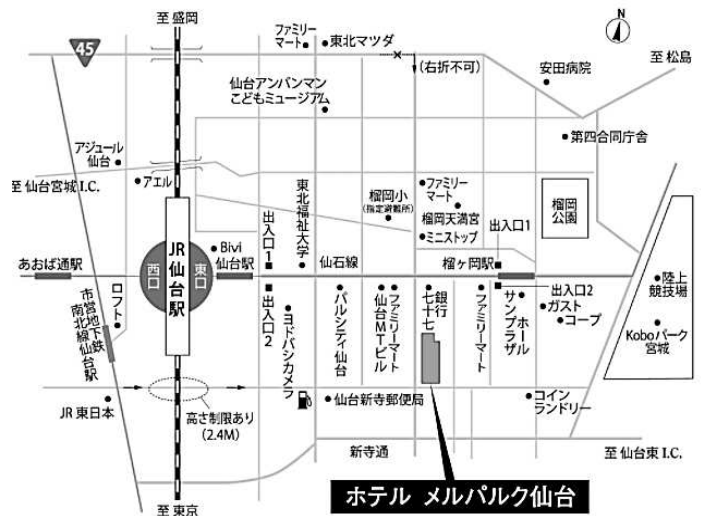 至 盛岡
N
45
ファミリー
マート
東北マツダ
(右折不可)
至 松島
安田病院
仙台アンパンマン
こどもミュージアム
第四合同庁舎
アジュール
仙台
至 仙台宮城 I.C.
アエル
東北福祉大学
榴岡小
(指定避難所)
ファミリー
マート
榴岡天満宮
ミニストップ
出入口1
榴岡
公園
出入口1
Bivi
仙台駅
仙石線
榴ヶ岡駅
あおば通駅
西口
JR仙台駅
東口
ロフト
市営地下鉄
南北線仙台駅
出入口2
ヨドバシカメラ
パルシティ仙台
仙台MTビル
ファミリーマート
七十七
銀行
ファミリーマート
サンプラザ
ホール
出入口2
ガスト
コープ
陸上
競技場
Koboパーク
宮城
JR 東日本
高さ制限あり
(2.4M)
仙台新寺郵便局
コイン
ランドリー
新寺通
至 仙台東 I.C.
ホテル メルパルク仙台
至 東京